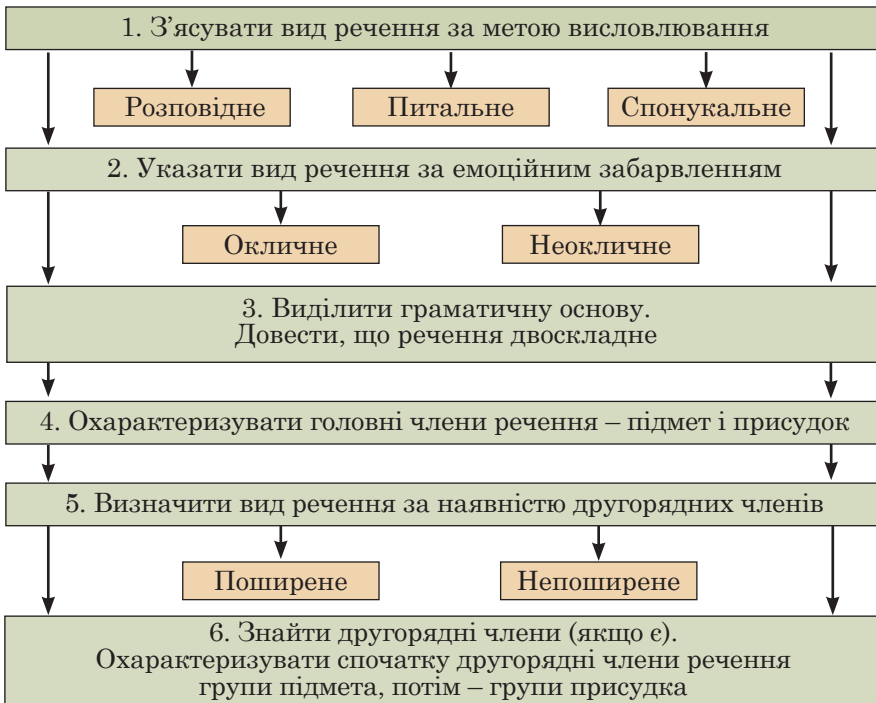 1. З’ясувати вид речення за метою висловлювання
Розповідне
Питальне
Спонукальне
2. Указати вид речення за емоційним забарвленням
Окличне
Неокличне
3. Виділити граматичну основу.
Довести, що речення двоскладне
4. Охарактеризувати головні члени речення – підмет і присудок
5. Визначити вид речення за наявністю другорядних членів
Поширене
Непоширене
6. Знайти другорядні члени (якщо є).
Охарактеризувати спочатку другорядні члени речення
групи підмета, потім – групи присудка